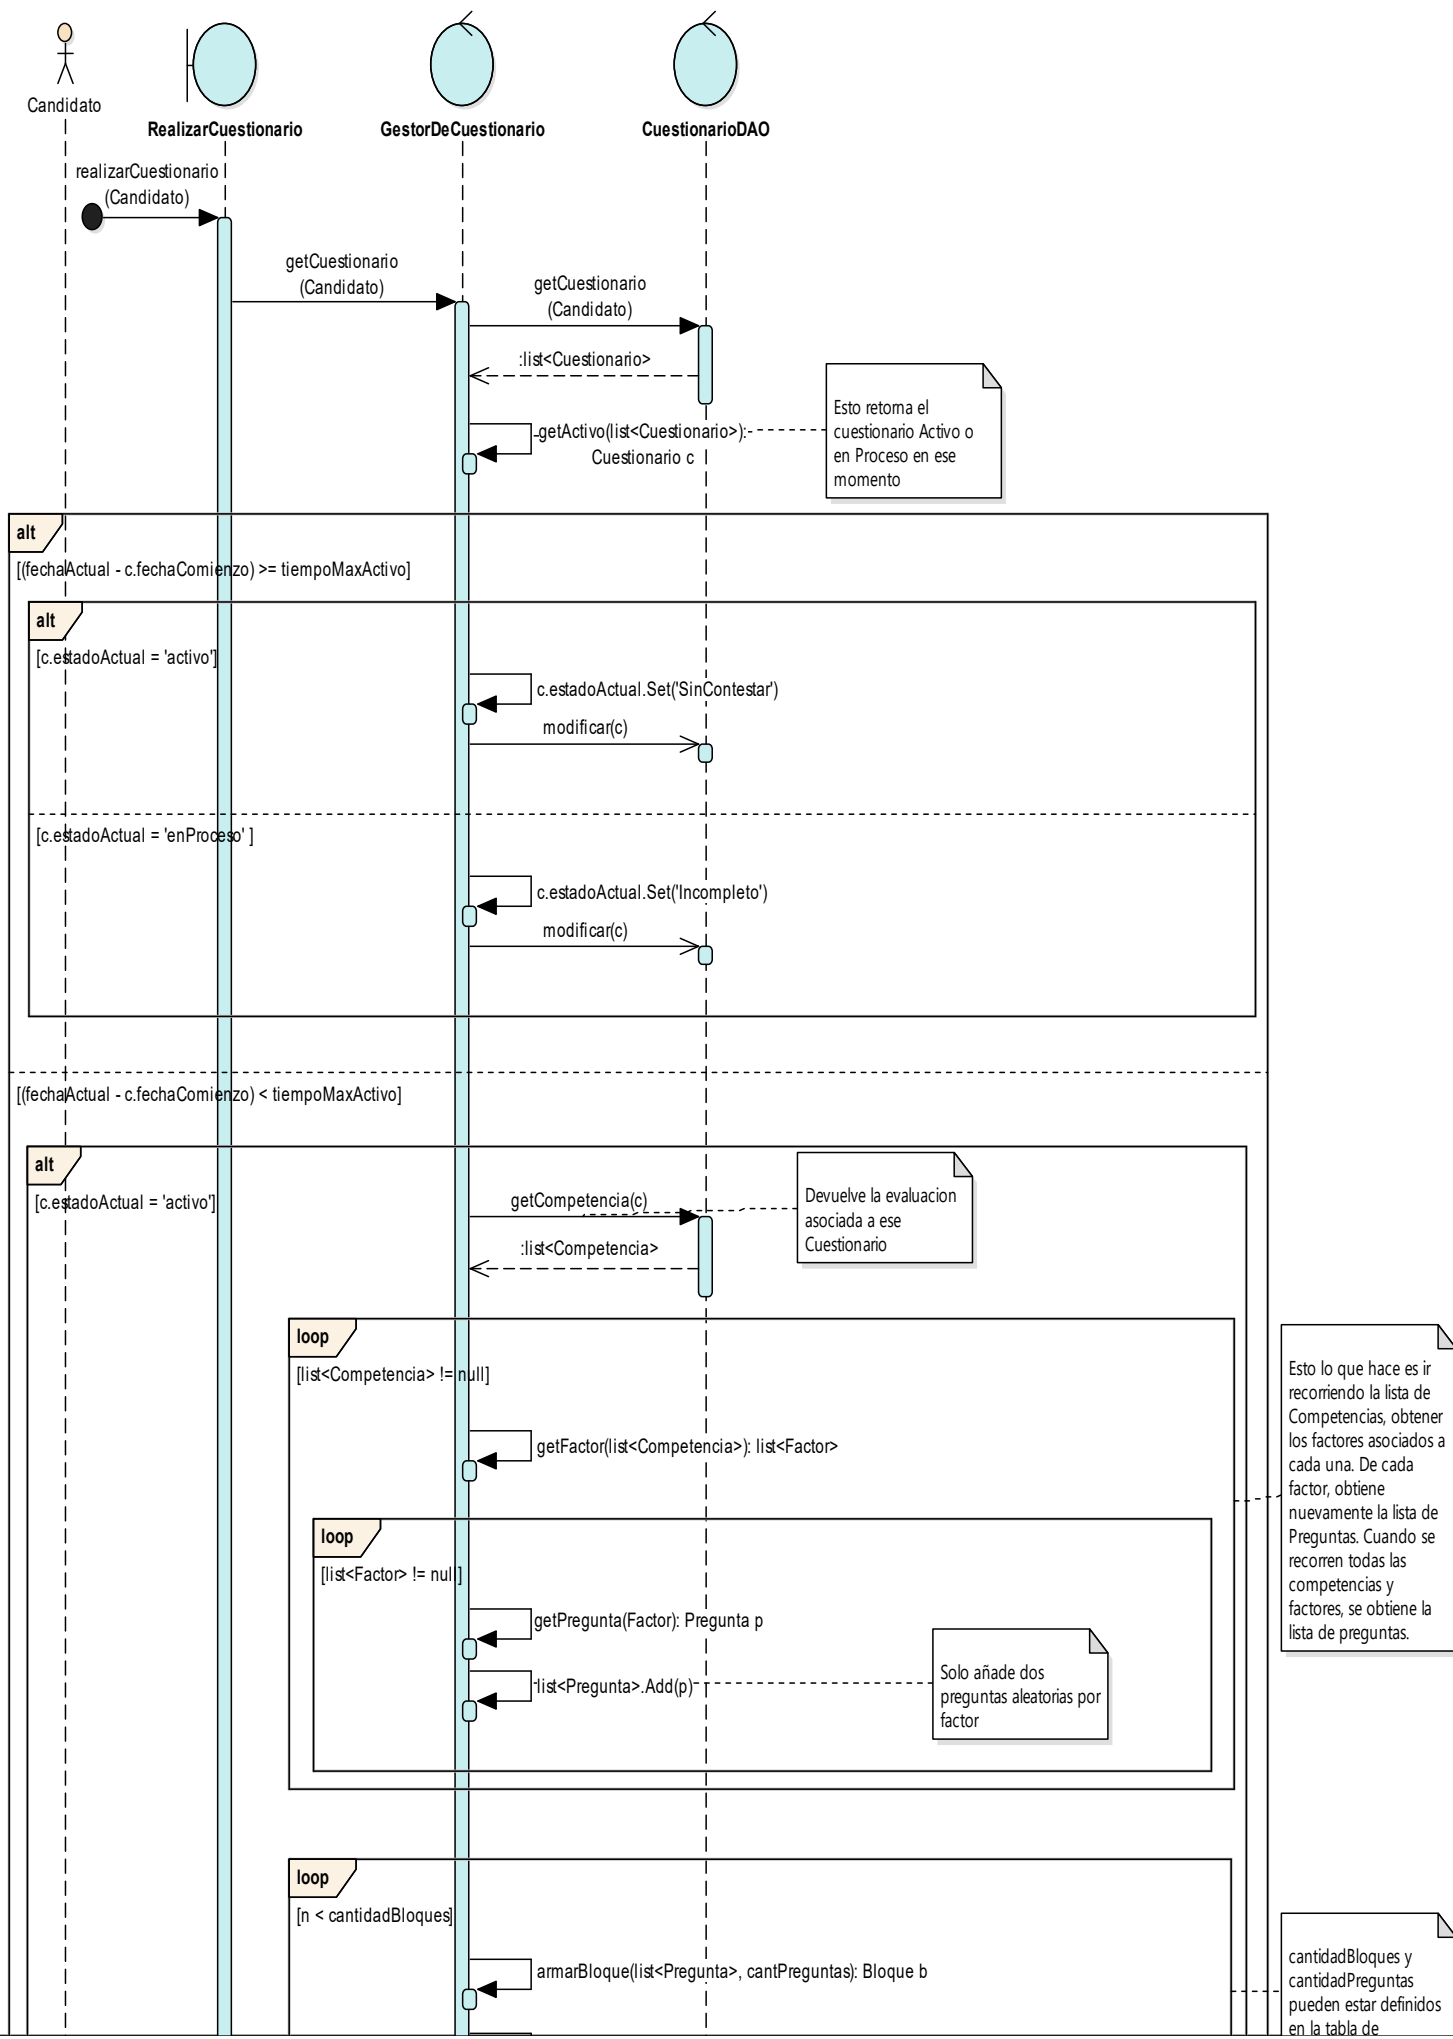 Candidato
RealizarCuestionario
GestorDeCuestionario
CuestionarioDAO
realizarCuestionario
(Candidato)
getCuestionario
(Candidato)
getCuestionario
(Candidato)
:list<Cuestionario>
getActivo(list<Cuestionario>):
Cuestionario c
Esto retorna el
cuestionario Activo o
en Proceso en ese
momento
alt
[(fechaActual - c.fechaComienzo) >= tiempoMaxActivo]
alt
[c.estadoActual = 'activo']
c.estadoActual.Set('SinContestar')
modificar(c)
[c.estadoActual = 'enProceso' ]
c.estadoActual.Set('Incompleto')
modificar(c)
[(fechaActual - c.fechaComienzo) < tiempoMaxActivo]
alt
[c.estadoActual = 'activo']
getCompetencia(c)
Devuelve la evaluacion
asociada a ese
Cuestionario
:list<Competencia>
loop
[list<Competencia> != null]
getFactor(list<Competencia>): list<Factor>
Esto lo que hace es ir
recorriendo la lista de
Competencias, obtener
los factores asociados a
cada una. De cada
factor, obtiene
nuevamente la lista de
Preguntas. Cuando se
recorren todas las
competencias y
factores, se obtiene la
lista de preguntas.
loop
[list<Factor> != null]
getPregunta(Factor): Pregunta p
list<Pregunta>.Add(p)
Solo añade dos
preguntas aleatorias por
factor
loop
[n < cantidadBloques]
armarBloque(list<Pregunta>, cantPreguntas): Bloque b
cantidadBloques y
cantidadPreguntas
pueden estar definidos
en la tabla de